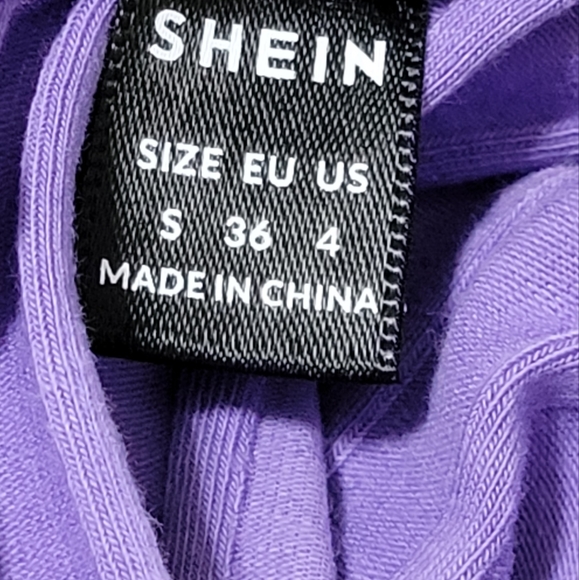 SHEIN
SIZE EU US
S 36 4
MADE IN CHINA